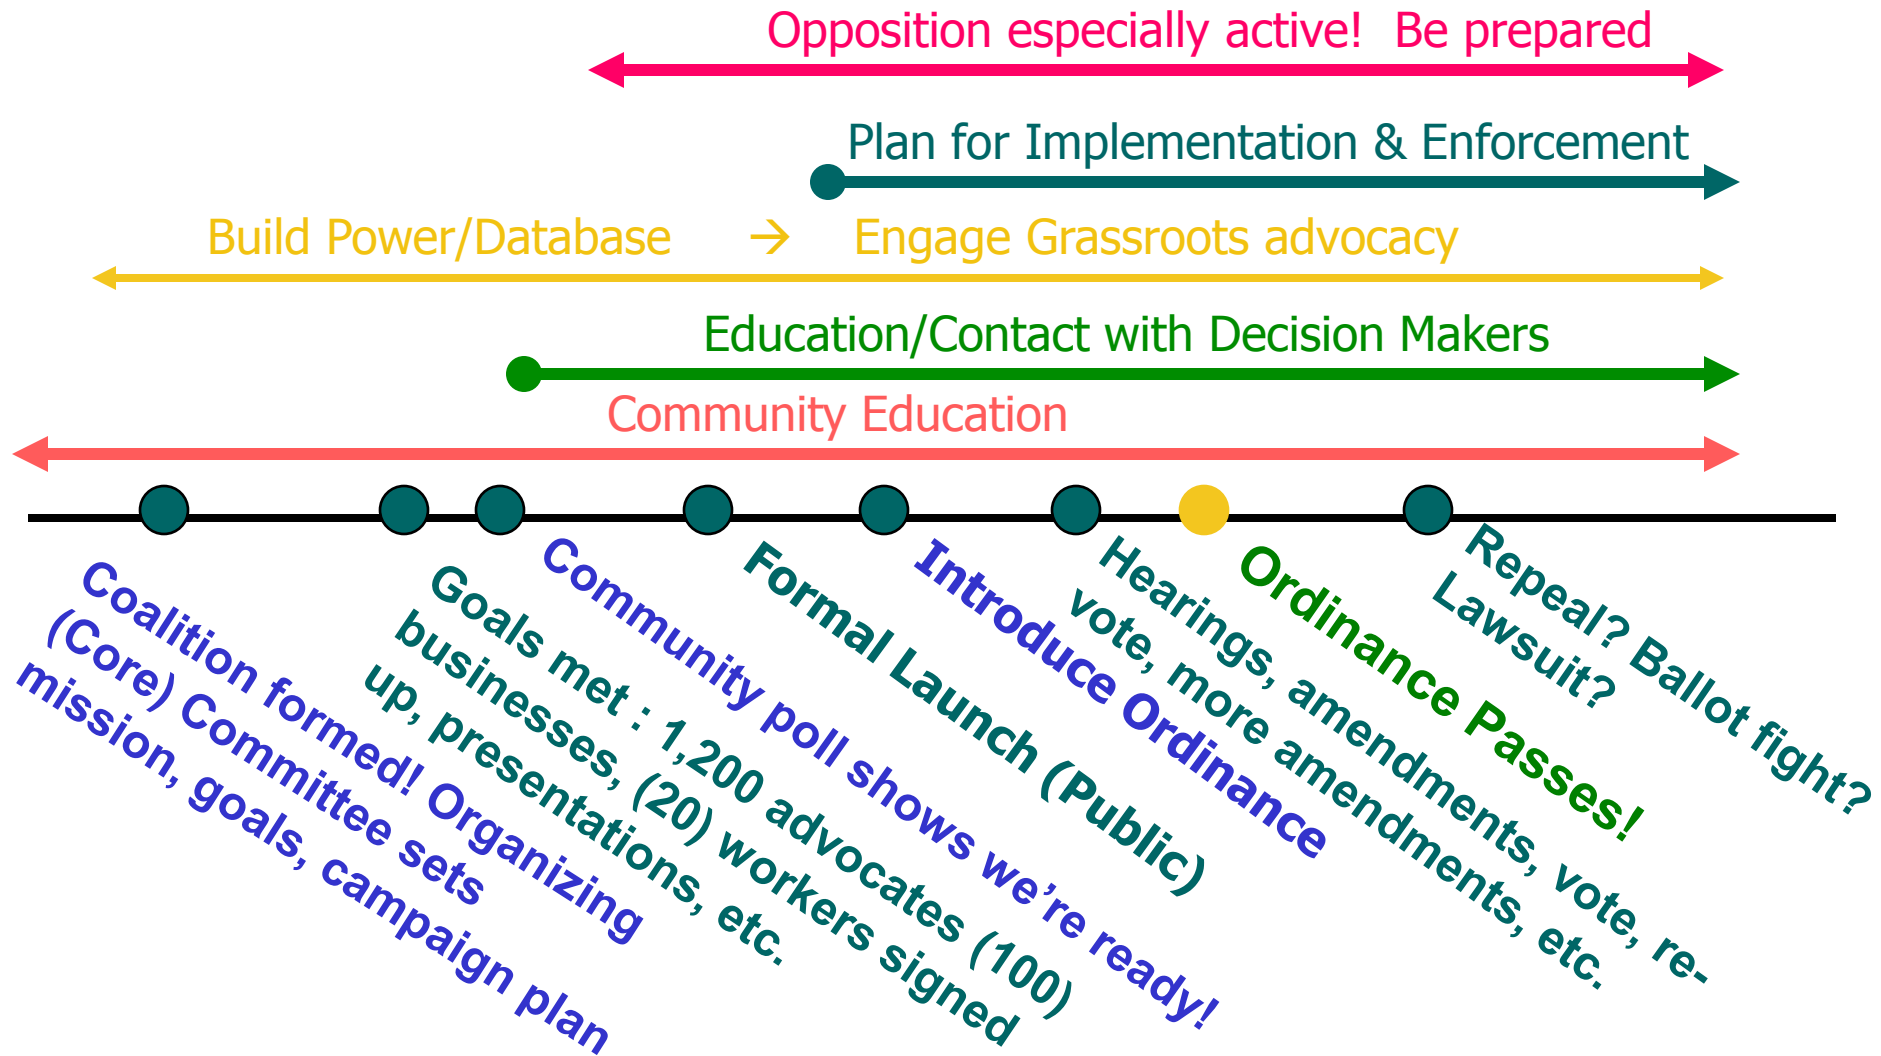 Opposition especially active!  Be prepared
Plan for Implementation & Enforcement
Build Power/Database → Engage Grassroots advocacy
Education/Contact with Decision Makers
Community Education
Coalition formed! Organizing
(Core) Committee sets
mission, goals, campaign plan
Goals met : 1,200 advocates (100)
businesses, (20) workers signed
up, presentations, etc.
Community poll shows we’re ready!
Formal Launch (Public)
Introduce Ordinance
Hearings, amendments, vote, re-
vote, more amendments, etc.
Ordinance Passes!
Repeal? Ballot fight?
Lawsuit?